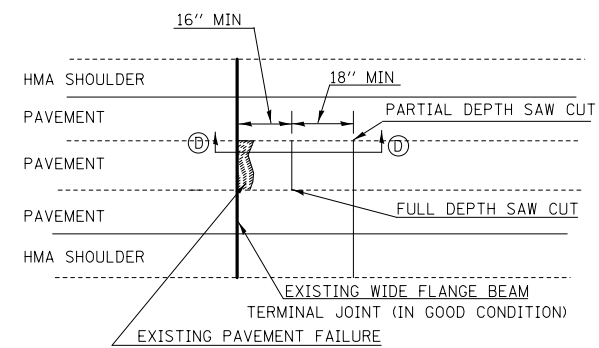 16" MIN
HMA SHOULDER
18" MIN
PAVEMENT
PARTIAL DEPTH SAW CUT
D
D
PAVEMENT
PAVEMENT
FULL DEPTH SAW CUT
HMA SHOULDER
EXISTING WIDE FLANGE BEAM
TERMINAL JOINT (IN GOOD CONDITION)
EXISTING PAVEMENT FAILURE